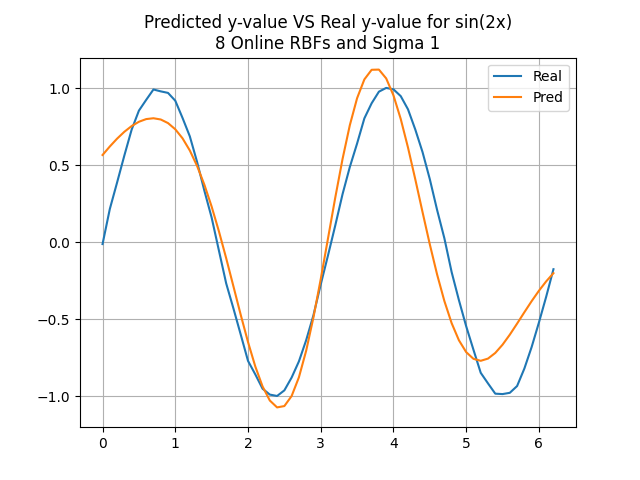 Predicted y-value VS Real y-value for sin(2x)
8 Online RBFs and Sigma 1
Real
Pred
1.0
0.5
0.0
−0.5
−1.0
0 1 2 3 4 5 6